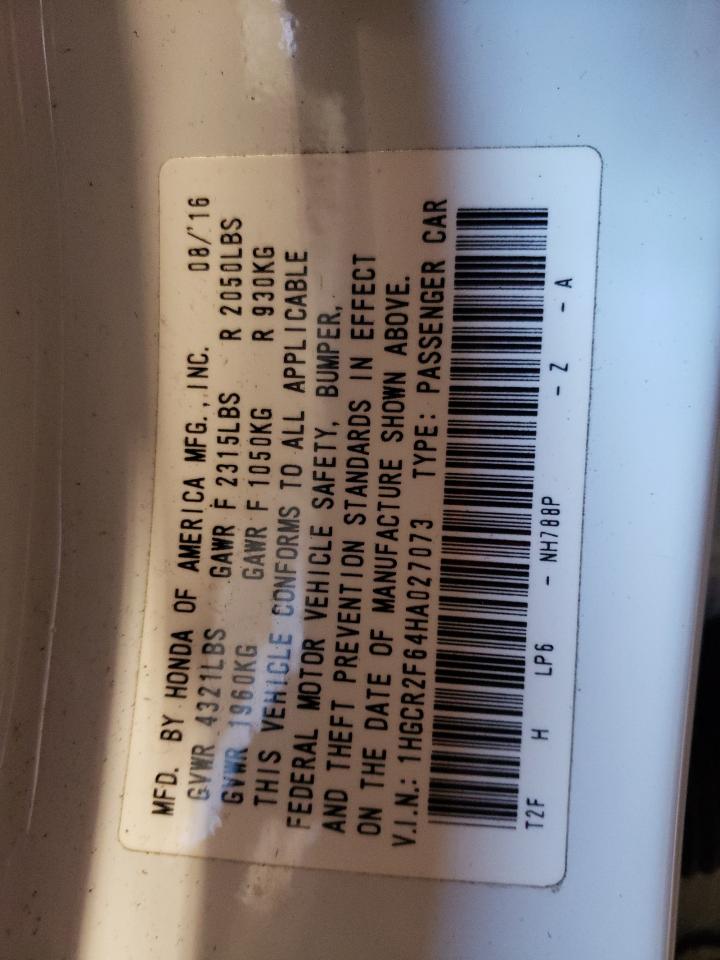 MFD. BY HONDA OF AMERICA MFG., INC. 08/'16
GVWR 4321LBS GAWR F 2315LBS R 2050LBS
GVWR 1960KG GAWR F 1050KG R 930KG
THIS VEHICLE CONFORMS TO ALL APPLICABLE
FEDERAL MOTOR VEHICLE SAFETY, BUMPER,
AND THEFT PREVENTION STANDARDS IN EFFECT
ON THE DATE OF MANUFACTURE SHOWN ABOVE.
V.I.N.: 1HGCR2F64HA027073 TYPE: PASSENGER CAR
T2F H LP6 - NH788P - Z - A